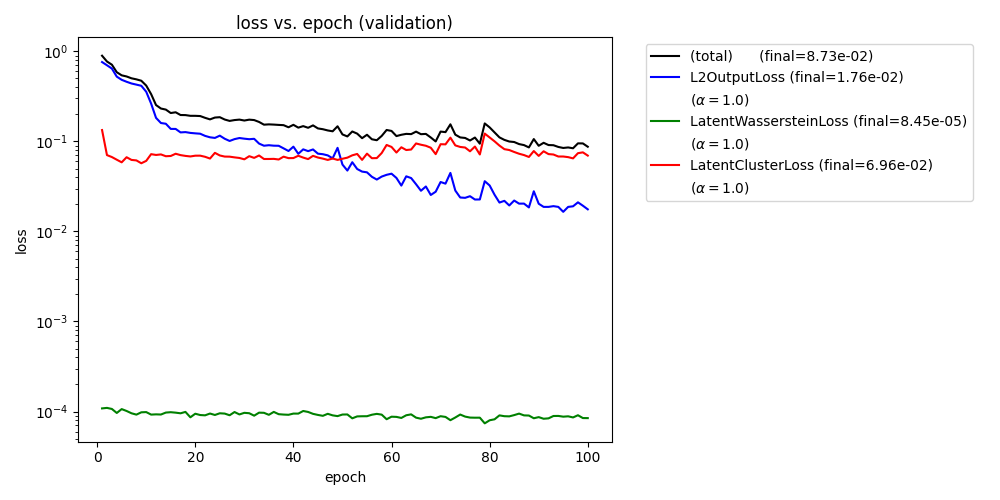 loss vs. epoch (validation)
10⁰
10⁻¹
10⁻²
10⁻³
10⁻⁴
loss
0 20 40 60 80 100
epoch
(total) (final=8.73e-02)
L2OutputLoss (final=1.76e-02)
(α = 1.0)
LatentWassersteinLoss (final=8.45e-05)
(α = 1.0)
LatentClusterLoss (final=6.96e-02)
(α = 1.0)